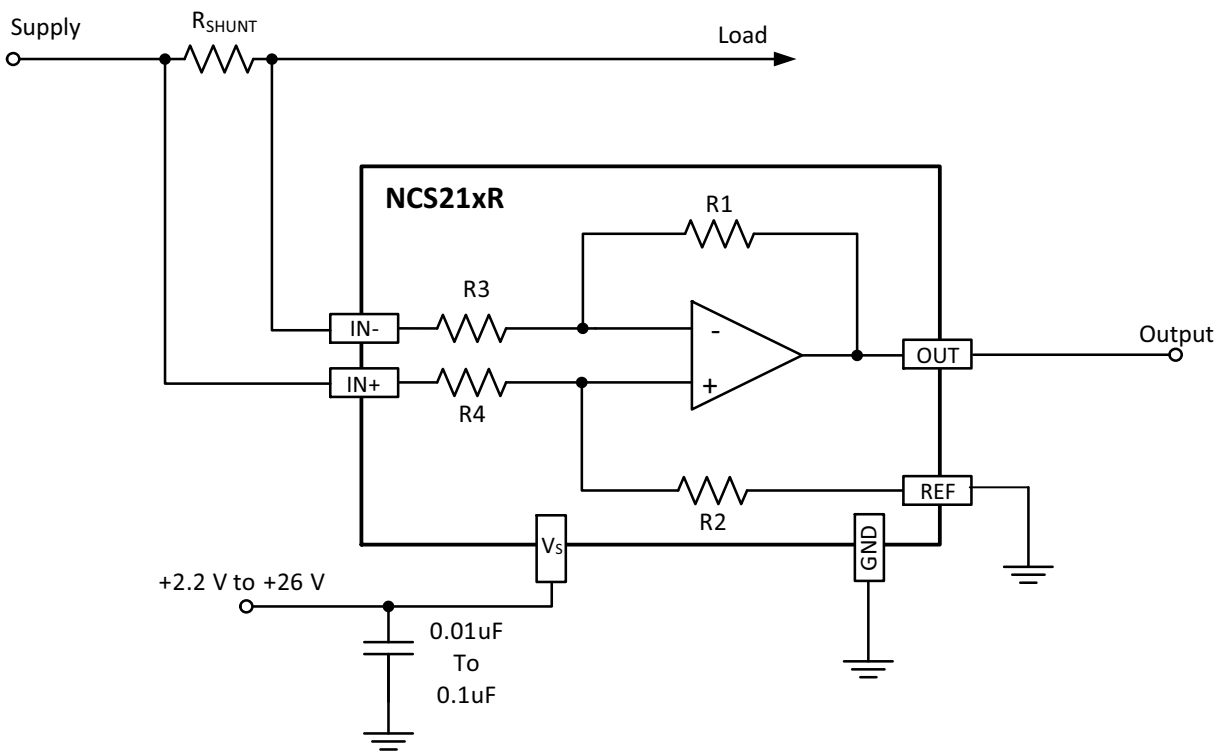 Supply
RSHUNT
Load
NCS21xR
R1
R3
IN-
-
Output
OUT
IN+
+
R4
REF
R2
VS
GND
+2.2 V to +26 V
0.01uF
To
0.1uF